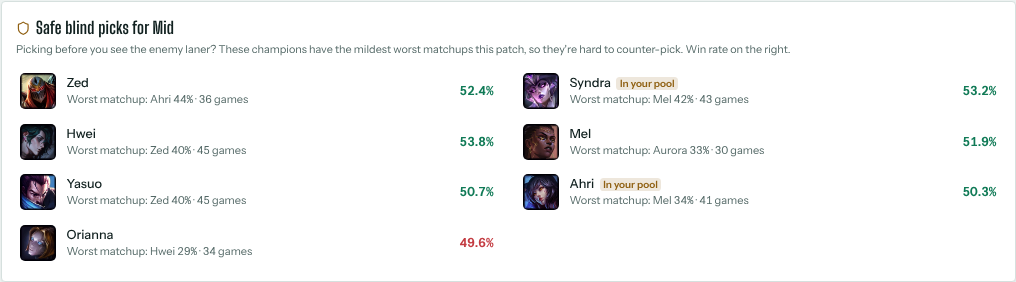 Safe blind picks for Mid
Picking before you see the enemy laner? These champions have the mildest worst matchups this patch, so they're hard to counter-pick. Win rate on the right.
Zed
Worst matchup: Ahri 44% · 36 games
52.4%
Syndra In your pool
Worst matchup: Mel 42% · 43 games
53.2%
Hwei
Worst matchup: Zed 40% · 45 games
53.8%
Mel
Worst matchup: Aurora 33% · 30 games
51.9%
Yasuo
Worst matchup: Zed 40% · 45 games
50.7%
Ahri In your pool
Worst matchup: Mel 34% · 41 games
50.3%
Orianna
Worst matchup: Hwei 29% · 34 games
49.6%